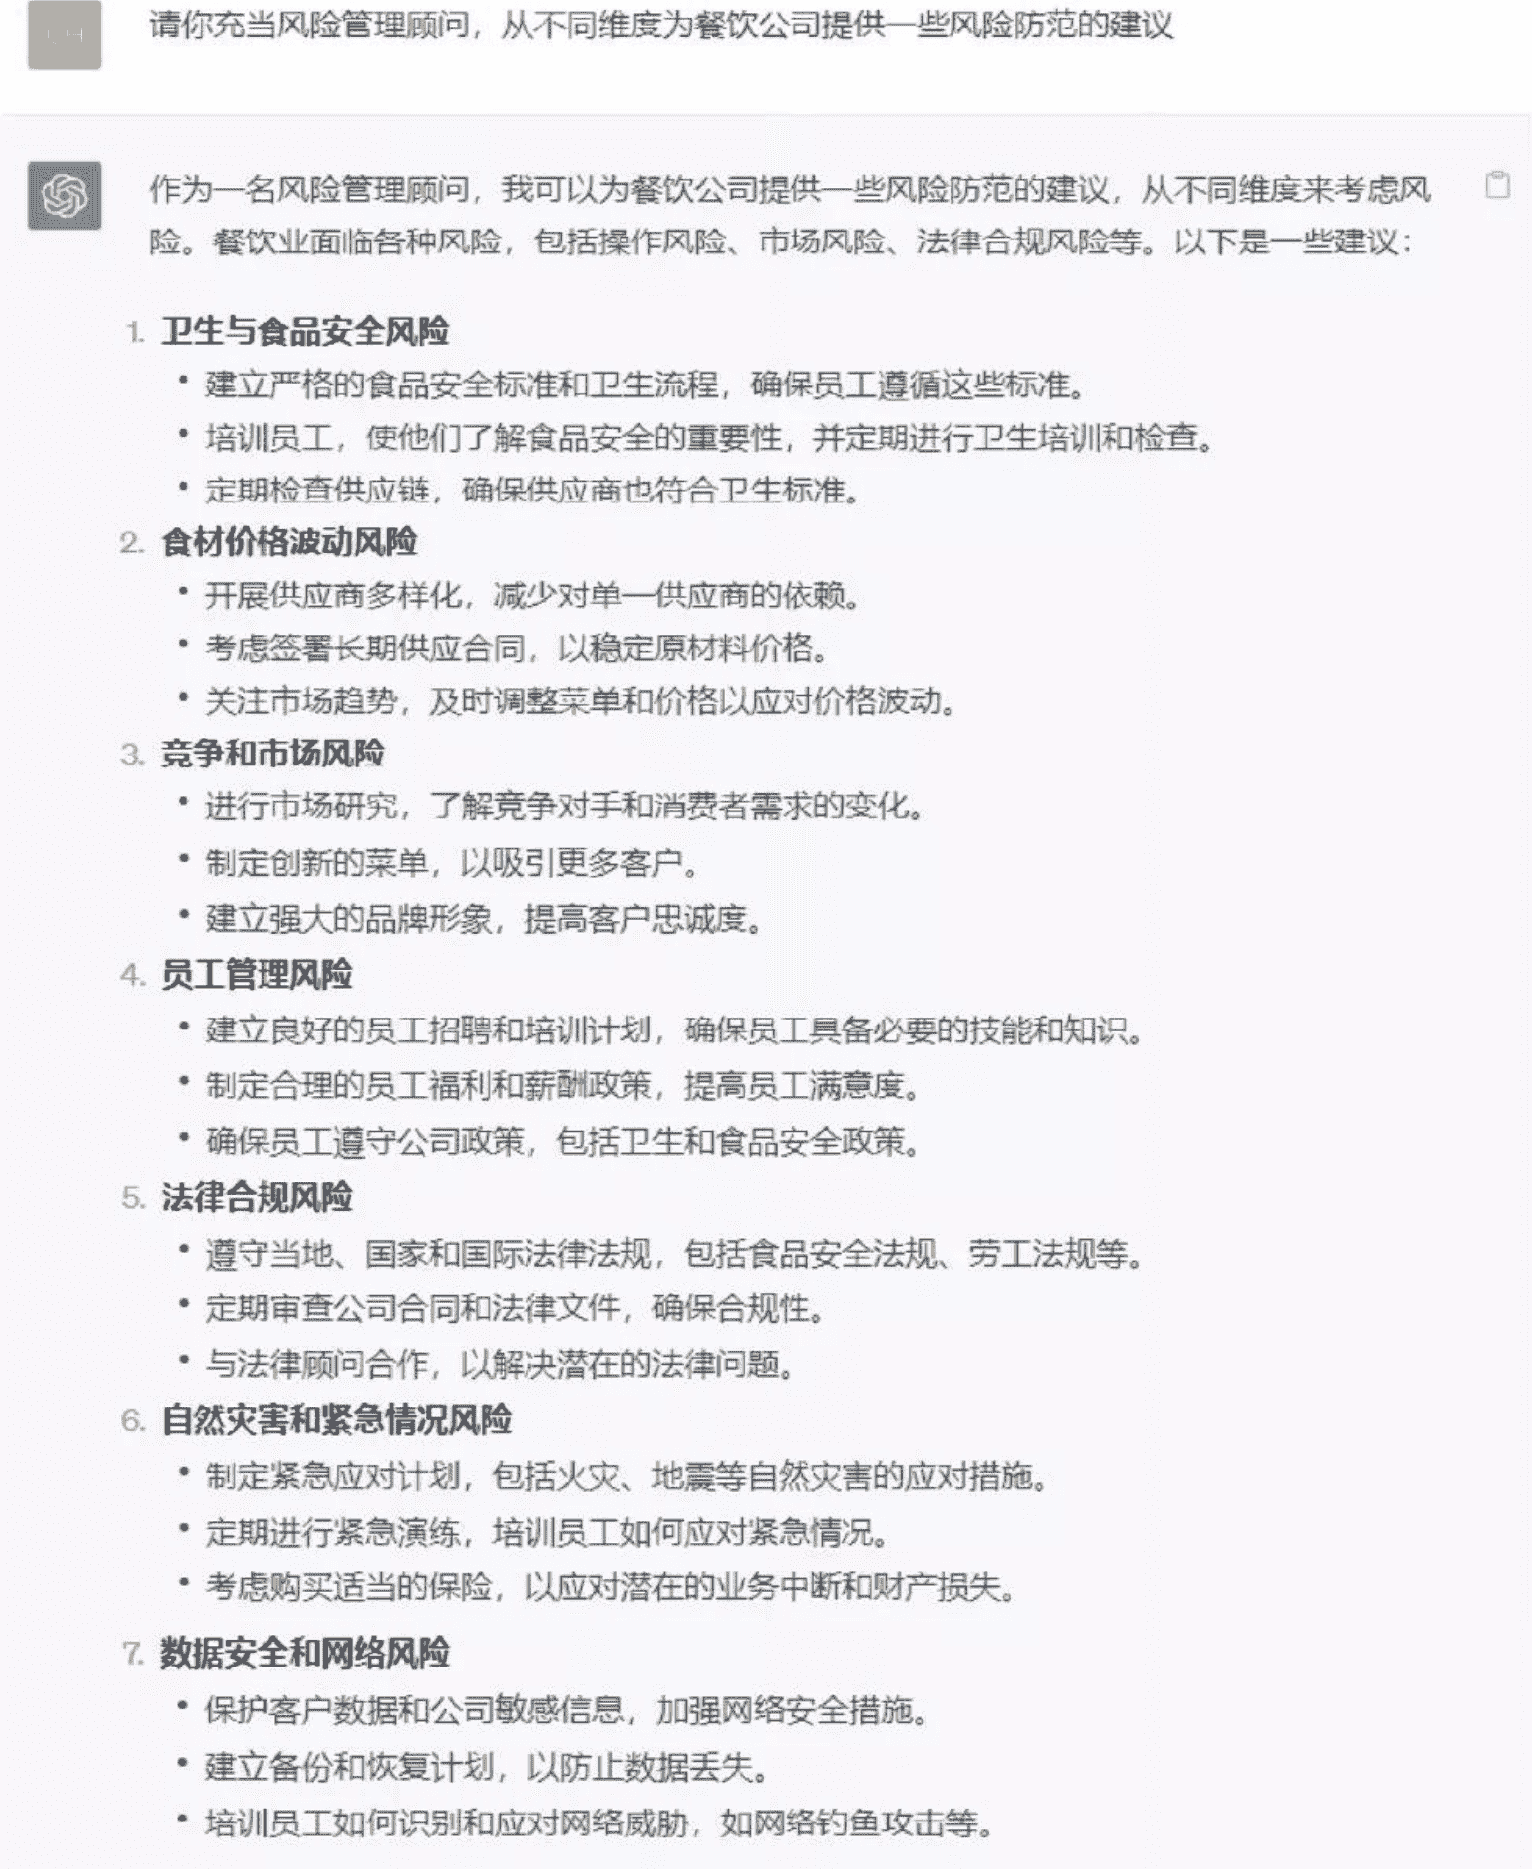 请你充当风险管理顾问，从不同维度为餐饮公司提供一些风险防范的建议
作为一名风险管理顾问，我可以为餐饮公司提供一些风险防范的建议，从不同维度来考虑风
险。餐饮业面临各种风险，包括操作风险、市场风险、法律合规风险等。以下是一些建议：
1. 卫生与食品安全风险
• 建立严格的食品安全标准和卫生流程，确保员工遵循这些标准。
• 培训员工，使他们了解食品安全的重要性，并定期进行卫生培训和检查。
• 定期检查供应链，确保供应商也符合卫生标准。
2. 食材价格波动风险
• 开展供应商多样化，减少对单一供应商的依赖。
• 考虑签署长期供应合同，以稳定原材料价格。
• 关注市场趋势，及时调整菜单和价格以应对价格波动。
3. 竞争和市场风险
• 进行市场研究，了解竞争对手和消费者需求的变化。
• 制定创新的菜单，以吸引更多客户。
• 建立强大的品牌形象，提高客户忠诚度。
4. 员工管理风险
• 建立良好的员工招聘和培训计划，确保员工具备必要的技能和知识。
• 制定合理的员工福利和薪酬政策，提高员工满意度。
• 确保员工遵守公司政策，包括卫生和食品安全政策。
5. 法律合规风险
• 遵守当地、国家和国际法律法规，包括食品安全法规、劳工法规等。
• 定期审查公司合同和法律文件，确保合规性。
• 与法律顾问合作，以解决潜在的法律问题。
6. 自然灾害和紧急情况风险
• 制定紧急应对计划，包括火灾、地震等自然灾害的应对措施。
• 定期进行紧急演练，培训员工如何应对紧急情况。
• 考虑购买适当的保险，以应对潜在的业务中断和财产损失。
7. 数据安全和网络风险
• 保护客户数据和公司敏感信息，加强网络安全措施。
• 建立备份和恢复计划，以防止数据丢失。
• 培训员工如何识别和应对网络威胁，如网络钓鱼攻击等。